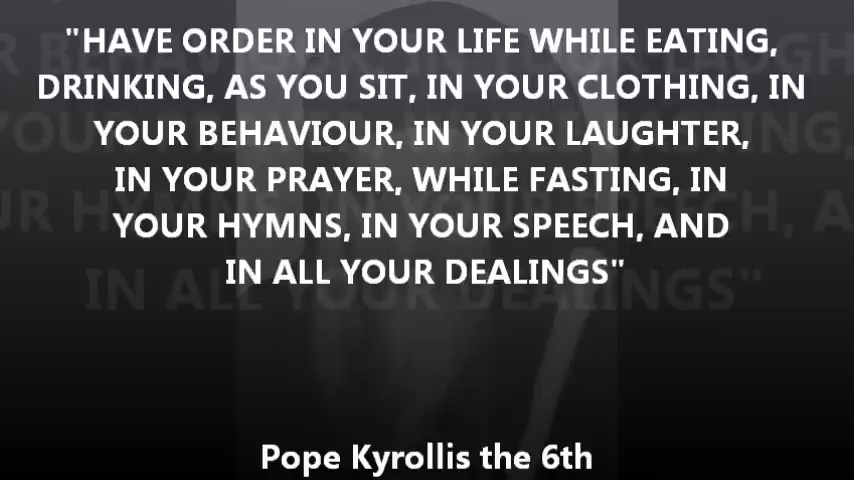 "HAVE ORDER IN YOUR LIFE WHILE EATING,
DRINKING, AS YOU SIT, IN YOUR CLOTHING, IN
YOUR BEHAVIOUR, IN YOUR LAUGHTER,
IN YOUR PRAYER, WHILE FASTING, IN
YOUR HYMNS, IN YOUR SPEECH, AND
IN ALL YOUR DEALINGS"
Pope Kyrollis the 6th